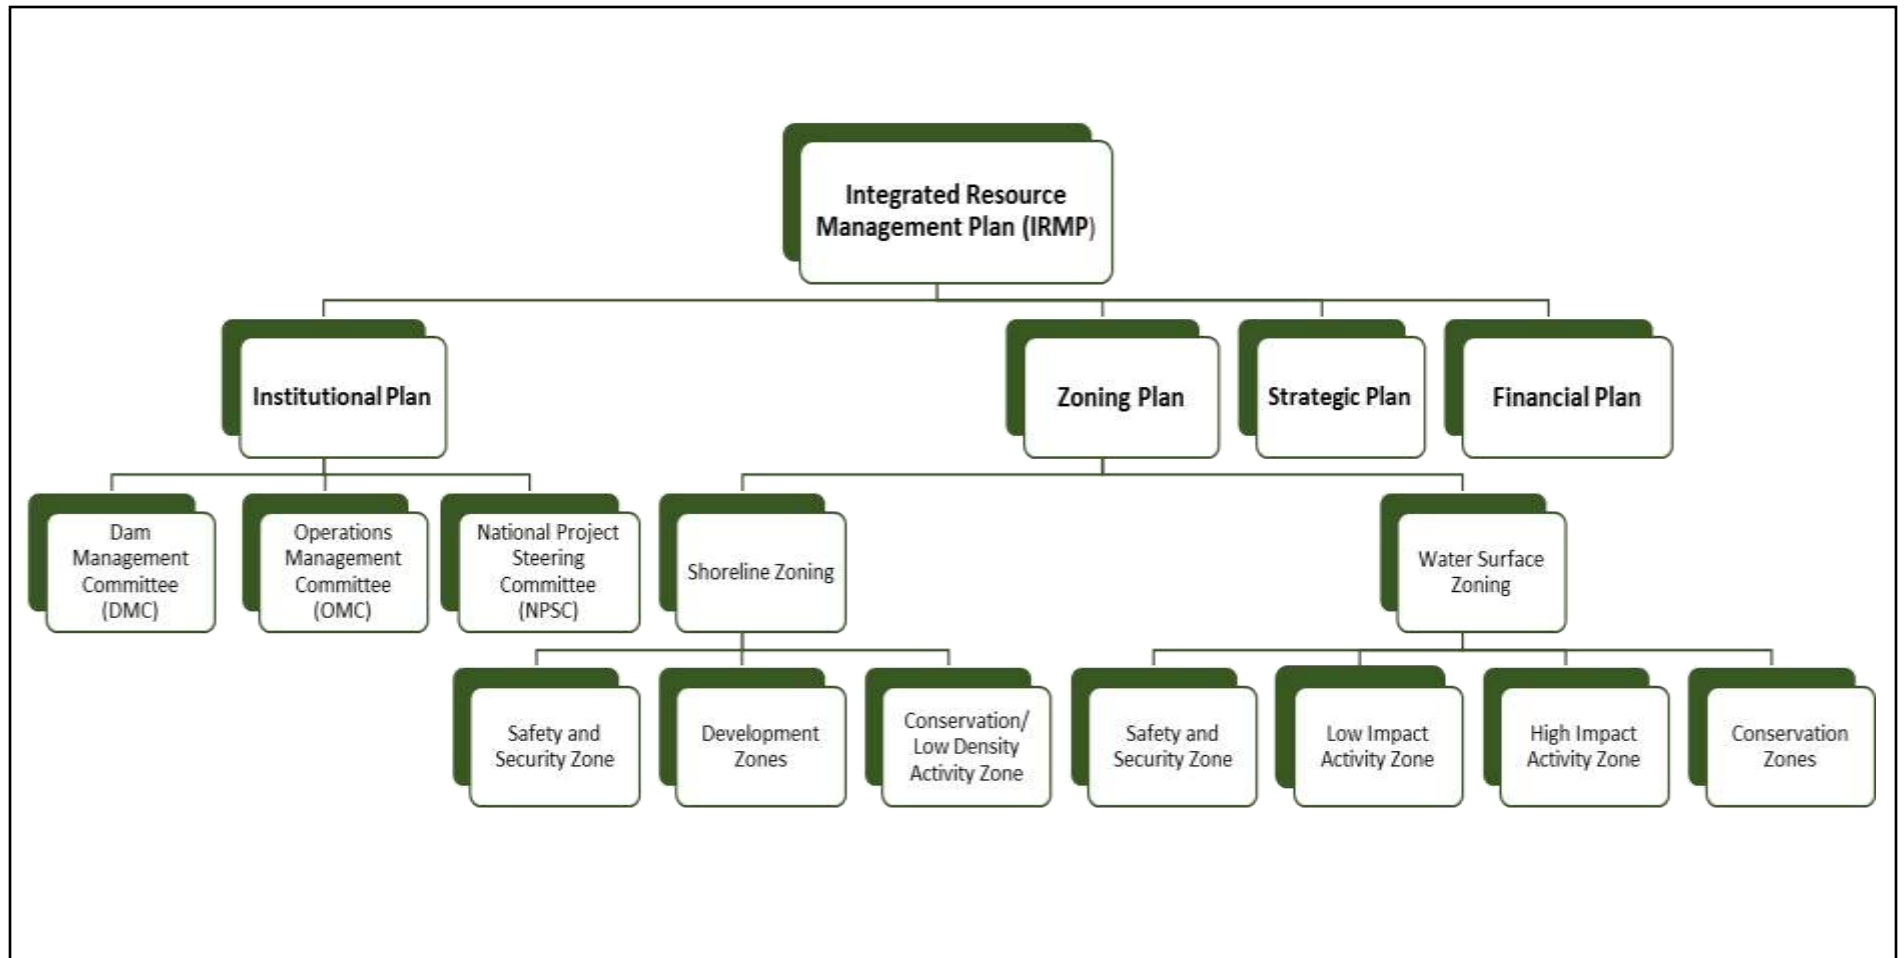 Integrated Resource
Management Plan (IRMP)
Institutional Plan
Zoning Plan
Strategic Plan
Financial Plan
Dam
Management
Committee
(DMC)
Operations
Management
Committee
(OMC)
National Project
Steering
Committee
(NPSC)
Shoreline Zoning
Water Surface
Zoning
Safety and
Security Zone
Development
Zones
Conservation/
Low Density
Activity Zone
Safety and
Security Zone
Low Impact
Activity Zone
High Impact
Activity Zone
Conservation
Zones